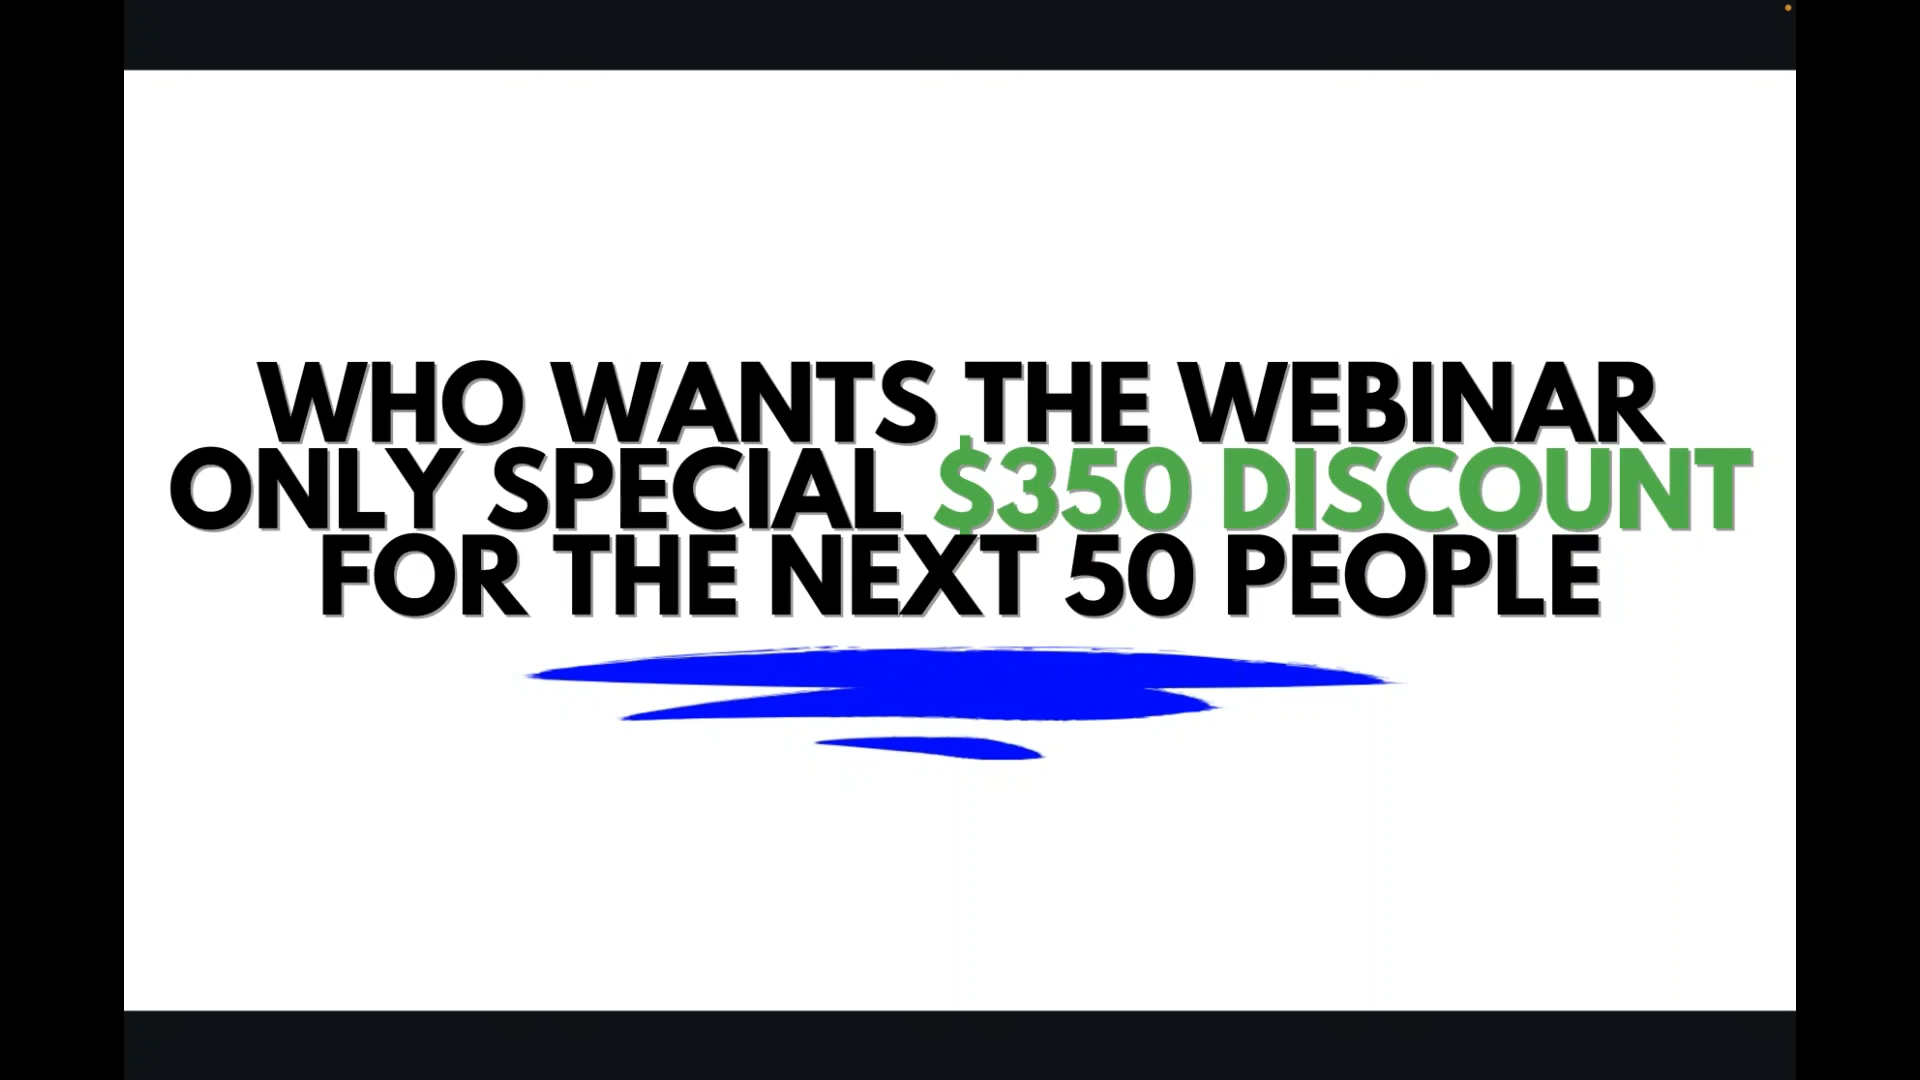 WHO WANTS THE WEBINAR
ONLY SPECIAL $350 DISCOUNT
FOR THE NEXT 50 PEOPLE